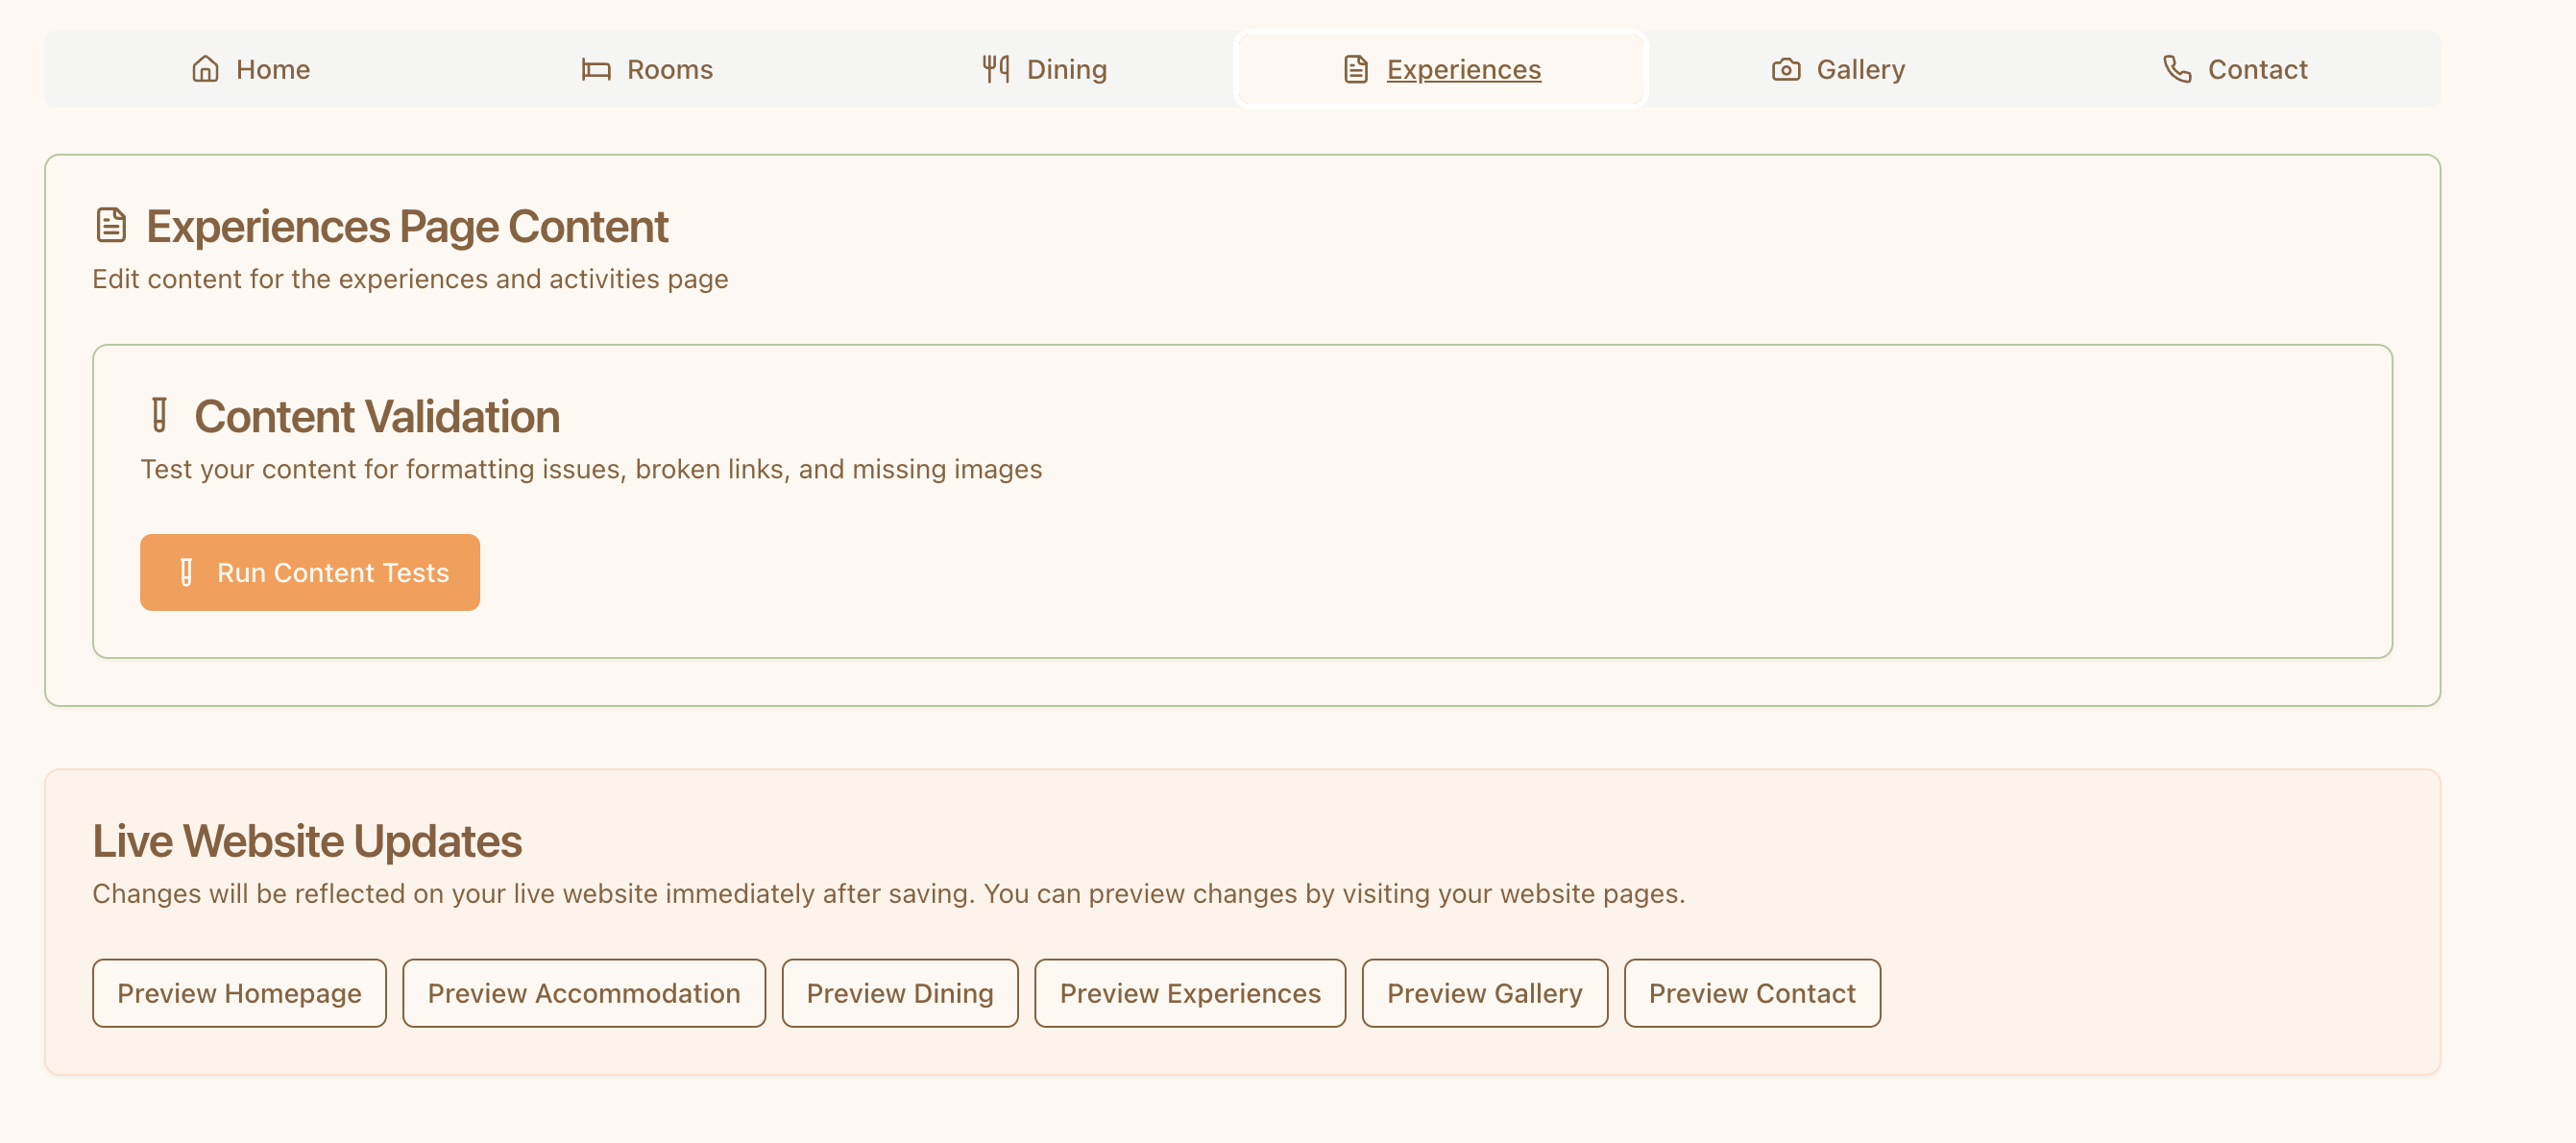 Home Rooms Dining Experiences Gallery Contact
Experiences Page Content
Edit content for the experiences and activities page
Content Validation
Test your content for formatting issues, broken links, and missing images
Run Content Tests
Live Website Updates
Changes will be reflected on your live website immediately after saving. You can preview changes by visiting your website pages.
Preview Homepage Preview Accommodation Preview Dining Preview Experiences Preview Gallery Preview Contact